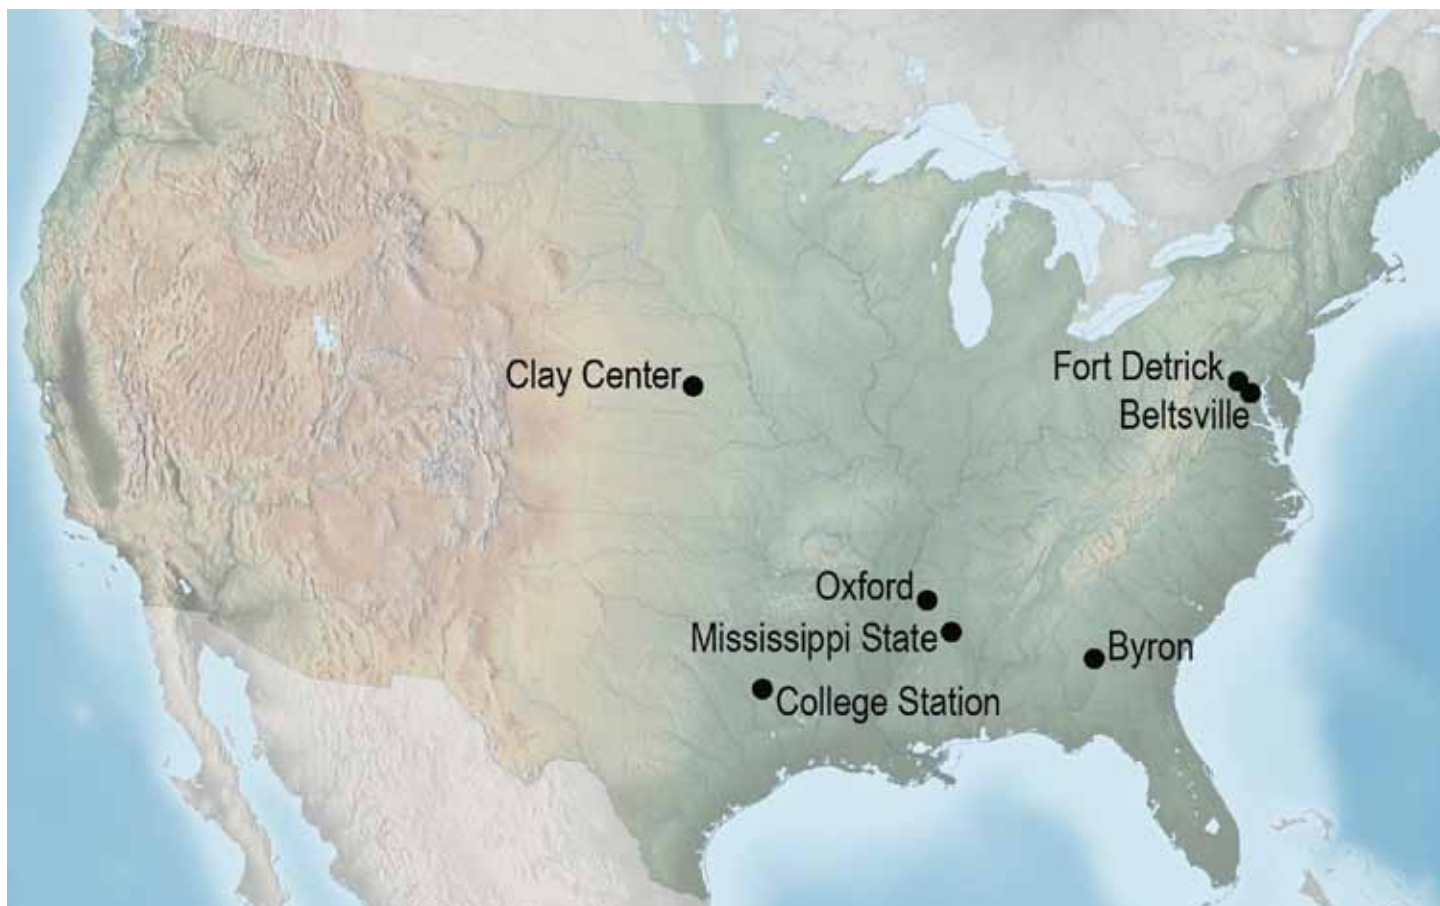 Fort Detrick
Clay Center
Beltsville
Oxford
Mississippi State
Byron
College Station